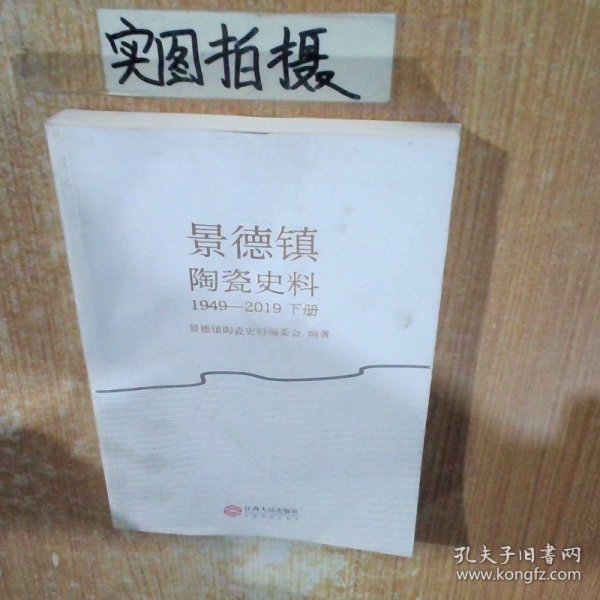 实图拍摄
景德镇
陶瓷史料
1949—2019 下册
景德镇陶瓷史料编委会 编著
江西人民出版社
孔夫子旧书网
www.kongfz.com